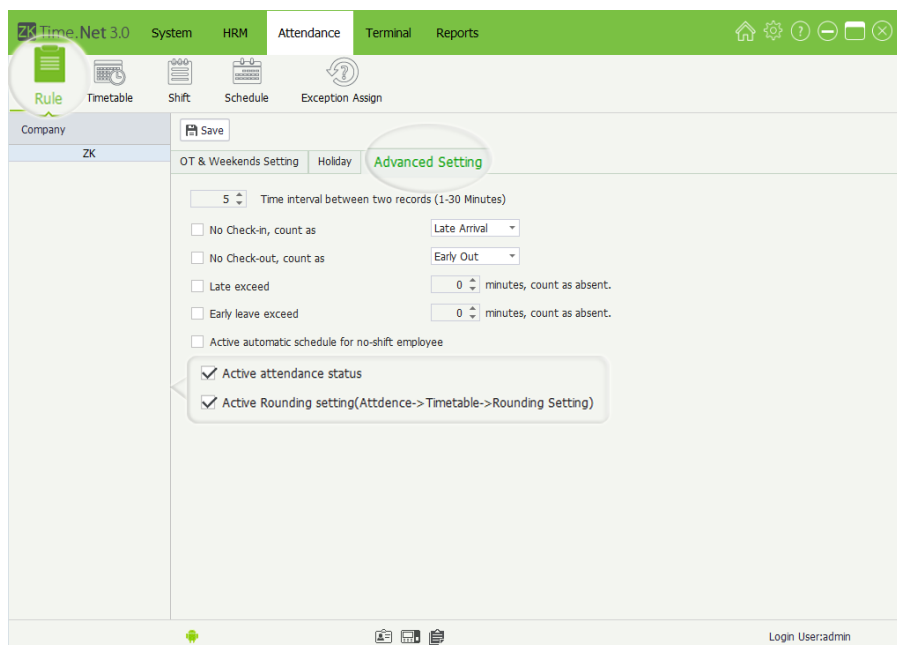 ZKTime.Net 3.0 System HRM Attendance Terminal Reports
Rule Timetable Shift Schedule Exception Assign
Company
Save
ZK
OT & Weekends Setting Holiday Advanced Setting
5 Time interval between two records (1-30 Minutes)
No Check-in, count as Late Arrival
No Check-out, count as Early Out
Late exceed 0 minutes, count as absent.
Early leave exceed 0 minutes, count as absent.
Active automatic schedule for no-shift employee
Active attendance status
Active Rounding setting(Attdence->Timetable->Rounding Setting)
Login User:admin